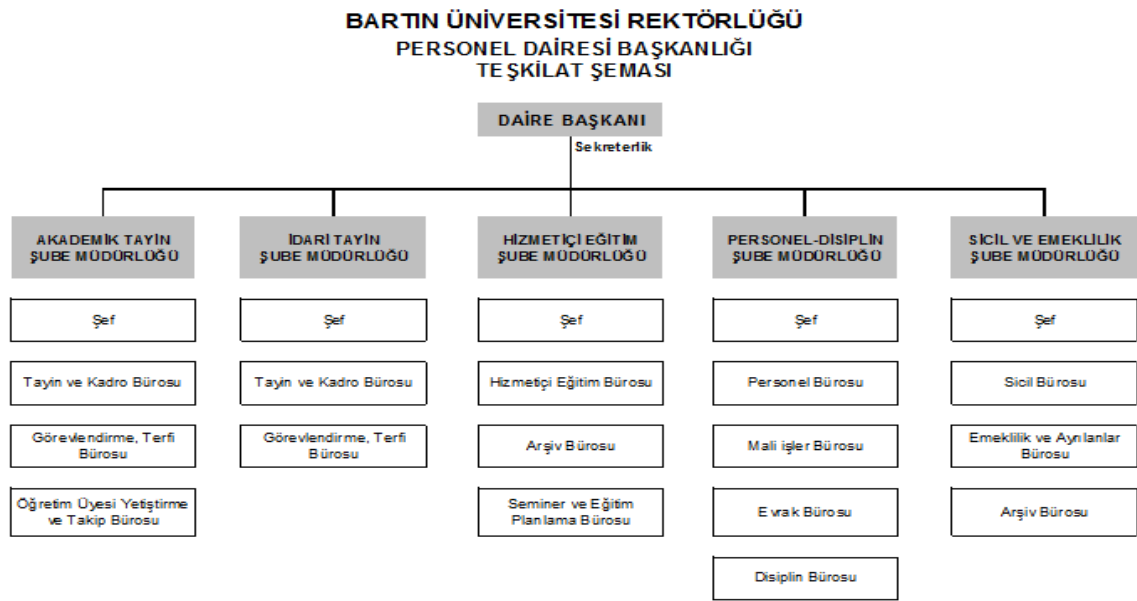 BARTIN ÜNİVERSİTESİ REKTÖRLÜĞÜ
PERSONEL DAİRESİ BAŞKANLIĞI
TEŞKİLAT ŞEMASI
DAİRE BAŞKANI
Sekreterlik
AKADEMİK TAYİN
ŞUBE MÜDÜRLÜĞÜ
Şef
Tayin ve Kadro Bürosu
Görevlendirme, Terfi
Bürosu
Öğretim Üyesi Yetiştirme
ve Takip Bürosu
İDARİ TAYİN
ŞUBE MÜDÜRLÜĞÜ
Şef
Tayin ve Kadro Bürosu
Görevlendirme, Terfi
Bürosu
HİZMETİÇİ EĞİTİM
ŞUBE MÜDÜRLÜĞÜ
Şef
Hizmetiçi Eğitim Bürosu
Arşiv Bürosu
Seminer ve Eğitim
Planlama Bürosu
PERSONEL-DİSİPLİN
ŞUBE MÜDÜRLÜĞÜ
Şef
Personel Bürosu
Mali işler Bürosu
Evrak Bürosu
Disiplin Bürosu
SİCİL VE EMEKLİLİK
ŞUBE MÜDÜRLÜĞÜ
Şef
Sicil Bürosu
Emeklilik ve Ayrılanlar
Bürosu
Arşiv Bürosu